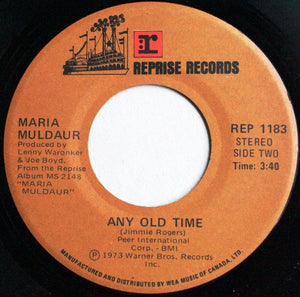 REPRISE RECORDS
MARIA
MULDAUR
Produced by
Lenny Waronker
& Joe Boyd.
From the Reprise
Album MS 2148
"MARIA
MULDAUR"
REP 1183
STEREO
SIDE TWO
Time: 3:40
ANY OLD TIME
(Jimmie Rogers)
Peer International
Corp. - BMI
℗1973 Warner Bros. Records
Inc.
MANUFACTURED AND DISTRIBUTED BY WEA MUSIC OF CANADA, LTD.